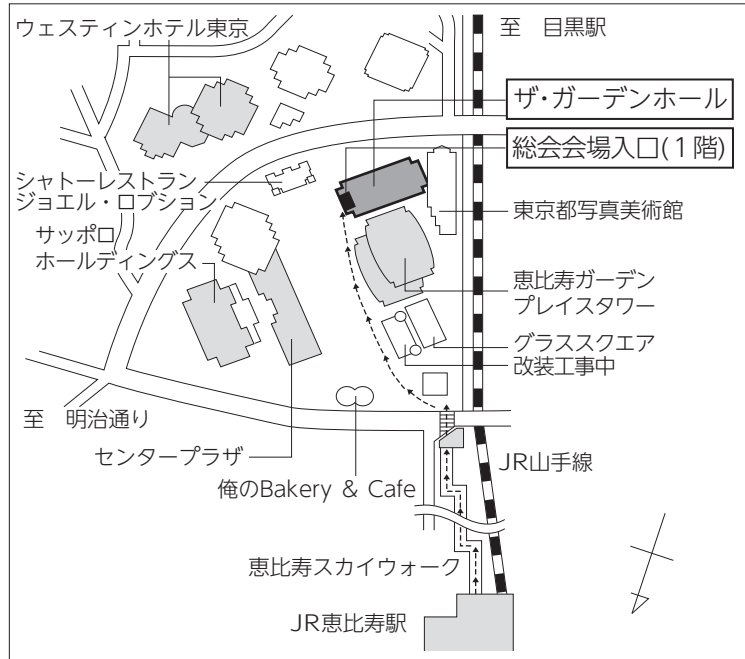 ウェスティンホテル東京
至 目黒駅
ザ・ガーデンホール
総会会場入口(1階)
シャトーレストラン
ジョエル・ロブション
東京都写真美術館
サッポロ
ホールディングス
恵比寿ガーデン
プレイスタワー
グラススクエア
改装工事中
至 明治通り
センタープラザ
JR山手線
俺のBakery & Cafe
恵比寿スカイウォーク
JR恵比寿駅